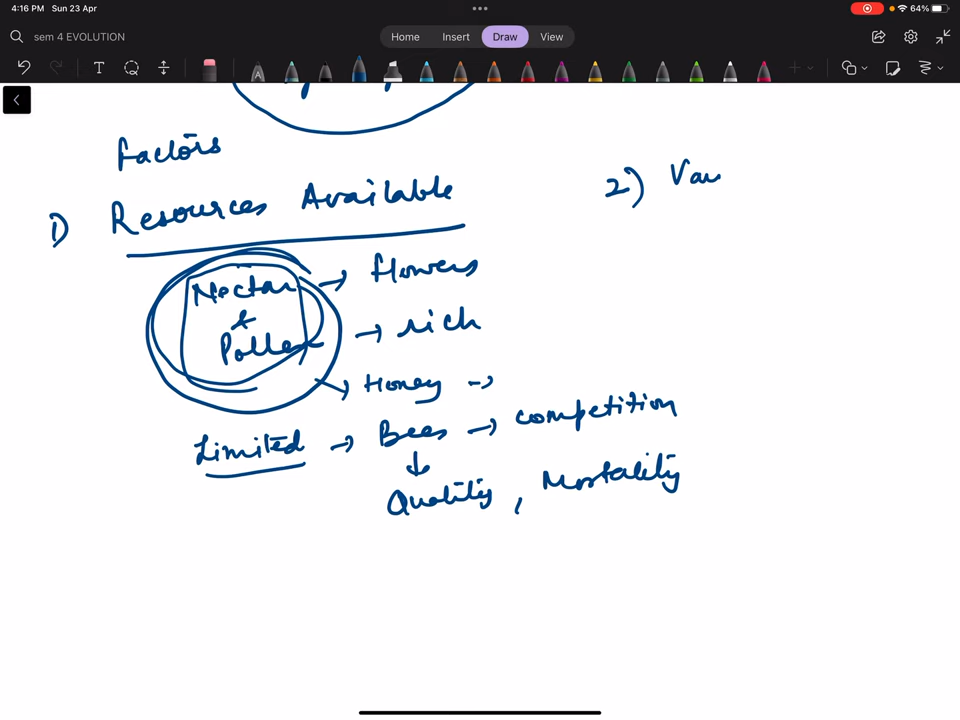 4:16 PM Sun 23 Apr
64%
sem 4 EVOLUTION
Home Insert Draw View
Factors
1) Resources Available
2) Var
Nectar → flowers
&
Pollen → rich
→ Honey →
Limited → Bees → competition
↓
Quality, Mortality